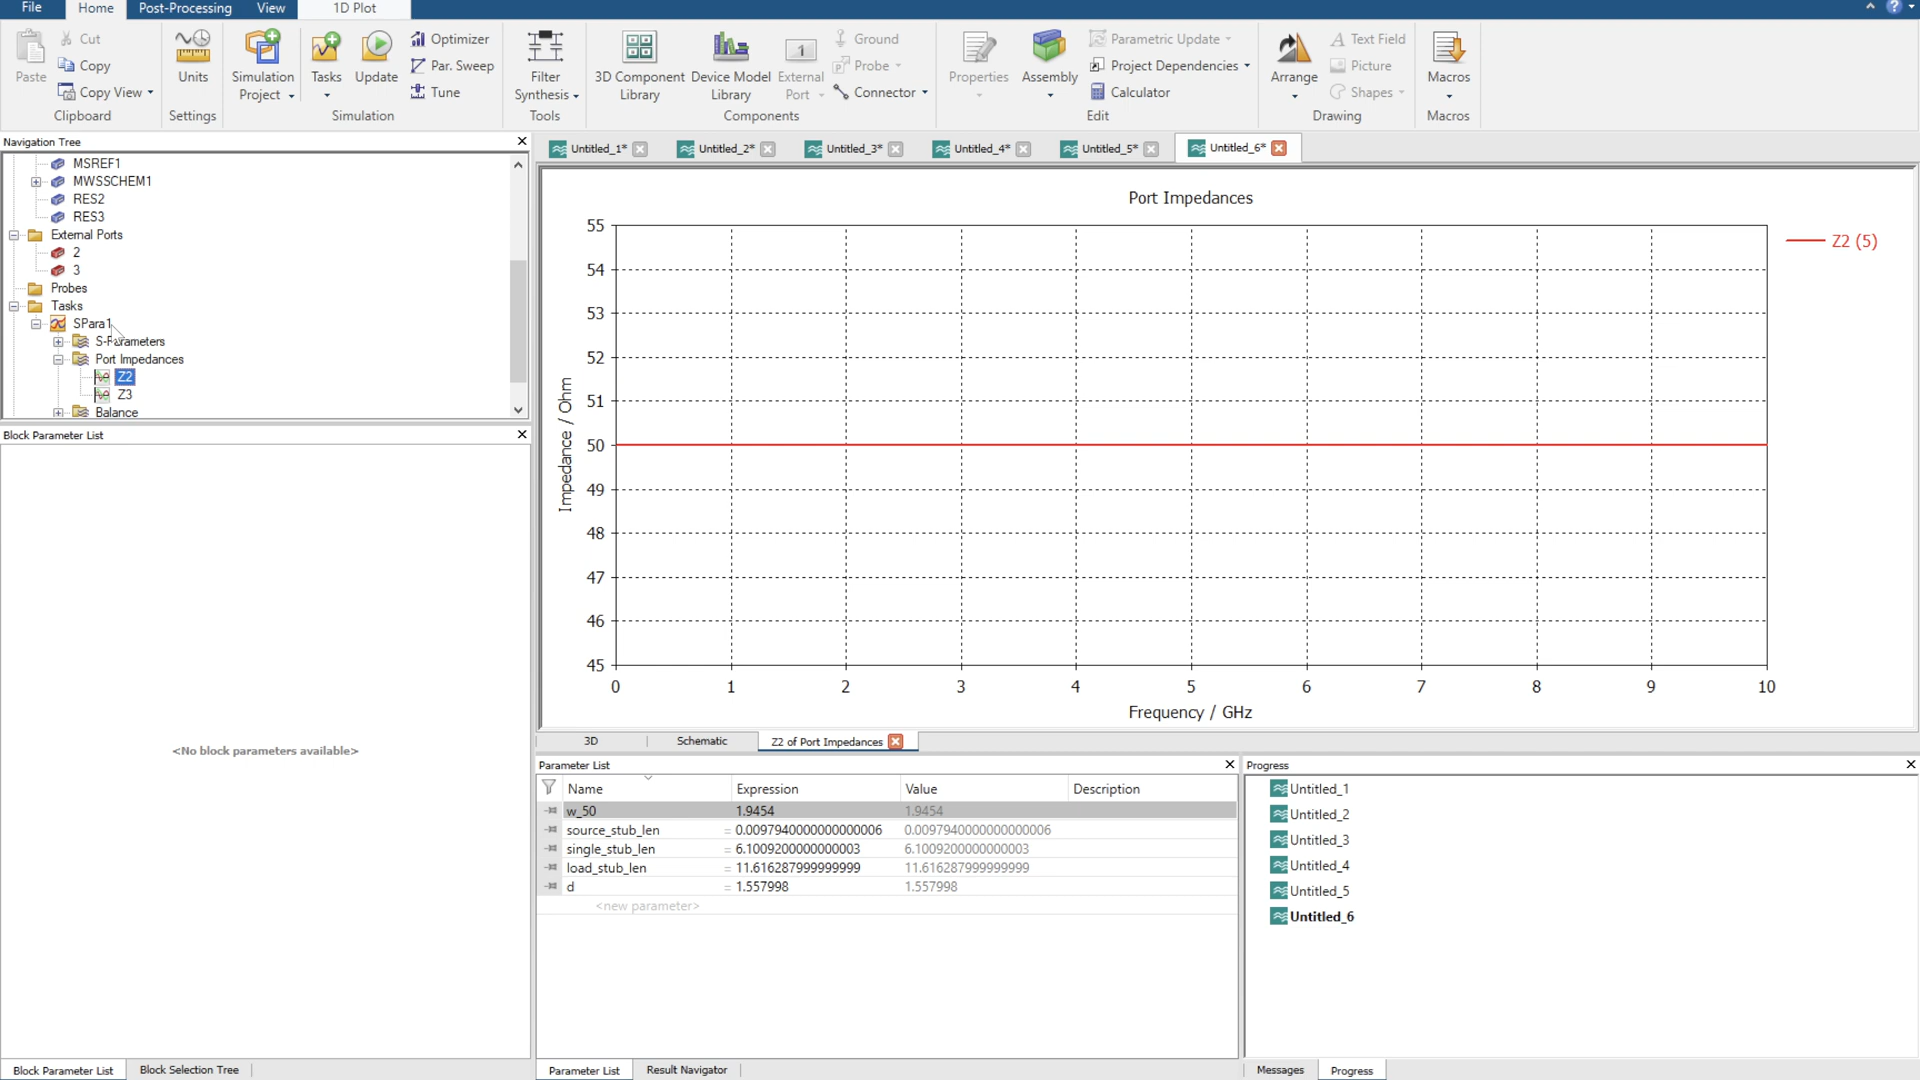 File Home Post-Processing View 1D Plot
Paste Cut Copy Copy View Clipboard
Units Settings
Simulation Project Tasks Update Optimizer Par. Sweep Tune Simulation
Filter Synthesis Tools
3D Component Library Device Model Library External Port Ground Probe Connector Components
Properties Assembly Parametric Update Project Dependencies Calculator Edit
Arrange Text Field Picture Shapes Drawing
Macros Macros
Navigation Tree
MSREF1
MWSSCHEM1
RES2
RES3
External Ports
2
3
Probes
Tasks
SPara1
S-Parameters
Port Impedances
Z2
Z3
Balance
Block Parameter List
<No block parameters available>
Block Parameter List Block Selection Tree
Untitled_1* Untitled_2* Untitled_3* Untitled_4* Untitled_5* Untitled_6*
Port Impedances
Z2 (5)
Impedance / Ohm
55
54
53
52
51
50
49
48
47
46
45
0 1 2 3 4 5 6 7 8 9 10
Frequency / GHz
3D Schematic Z2 of Port Impedances
Parameter List
Name Expression Value Description
w_50 1.9454 1.9454
source_stub_len = 0.0097940000000000006 0.0097940000000000006
single_stub_len = 6.1009200000000003 6.1009200000000003
load_stub_len = 11.616287999999999 11.616287999999999
d = 1.557998 1.557998
<new parameter>
Parameter List Result Navigator
Progress
Untitled_1
Untitled_2
Untitled_3
Untitled_4
Untitled_5
Untitled_6
Messages Progress